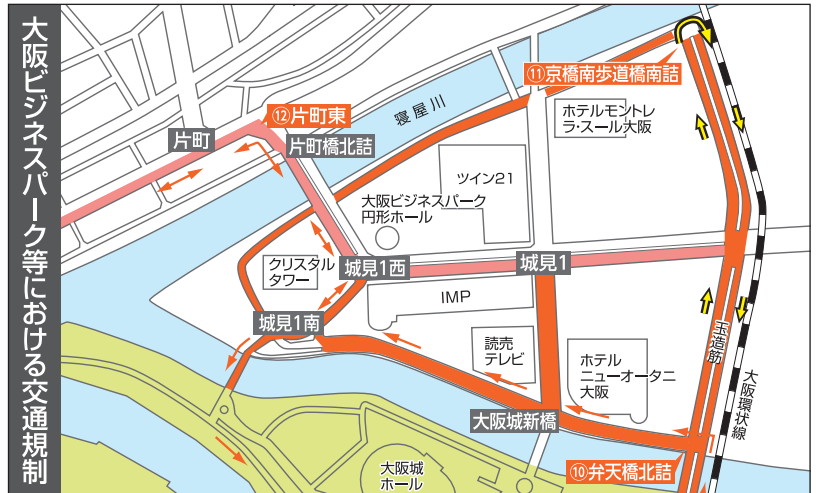 大阪ビジネスパーク等における交通規制
⑪京橋南歩道橋南詰
⑫片町東
片町
片町橋北詰
寝屋川
ホテルモントレ
ラ・スール大阪
ツイン21
大阪ビジネスパーク
円形ホール
クリスタル
タワー
城見1西
城見1
IMP
城見1南
読売
テレビ
ホテル
ニューオータニ
大阪
玉造筋
大阪環状線
大阪城新橋
⑩弁天橋北詰
大阪城
ホール